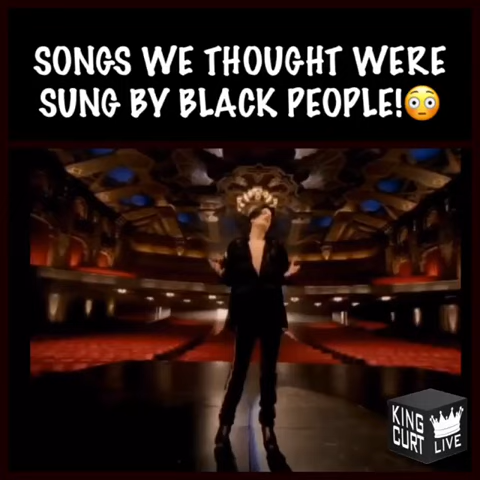 SONGS WE THOUGHT WERE
SUNG BY BLACK PEOPLE!😳
KING
CURT
LIVE